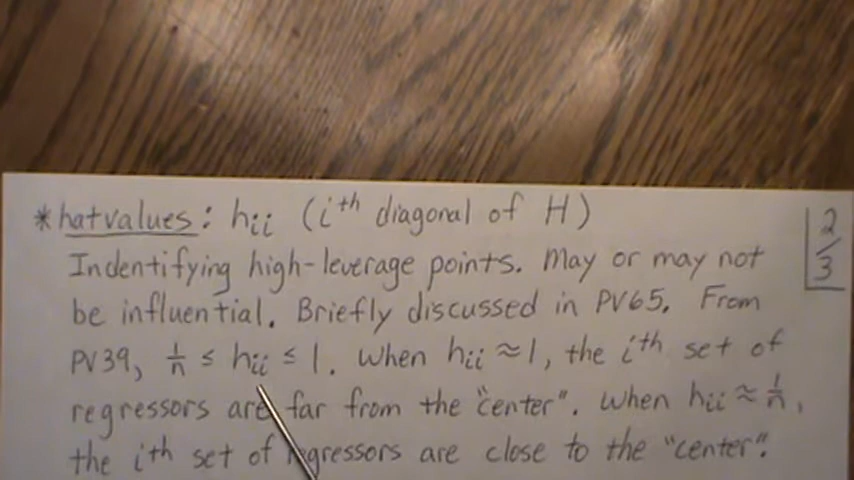 *hatvalues: hii (ith diagonal of H)
2/3
Indentifying high-leverage points. May or may not
be influential. Briefly discussed in PV65. From
PV39, 1/n ≤ hii ≤ 1. When hii ≈ 1, the ith set of
regressors are far from the "center". When hii ≈ 1/n,
the ith set of regressors are close to the "center".